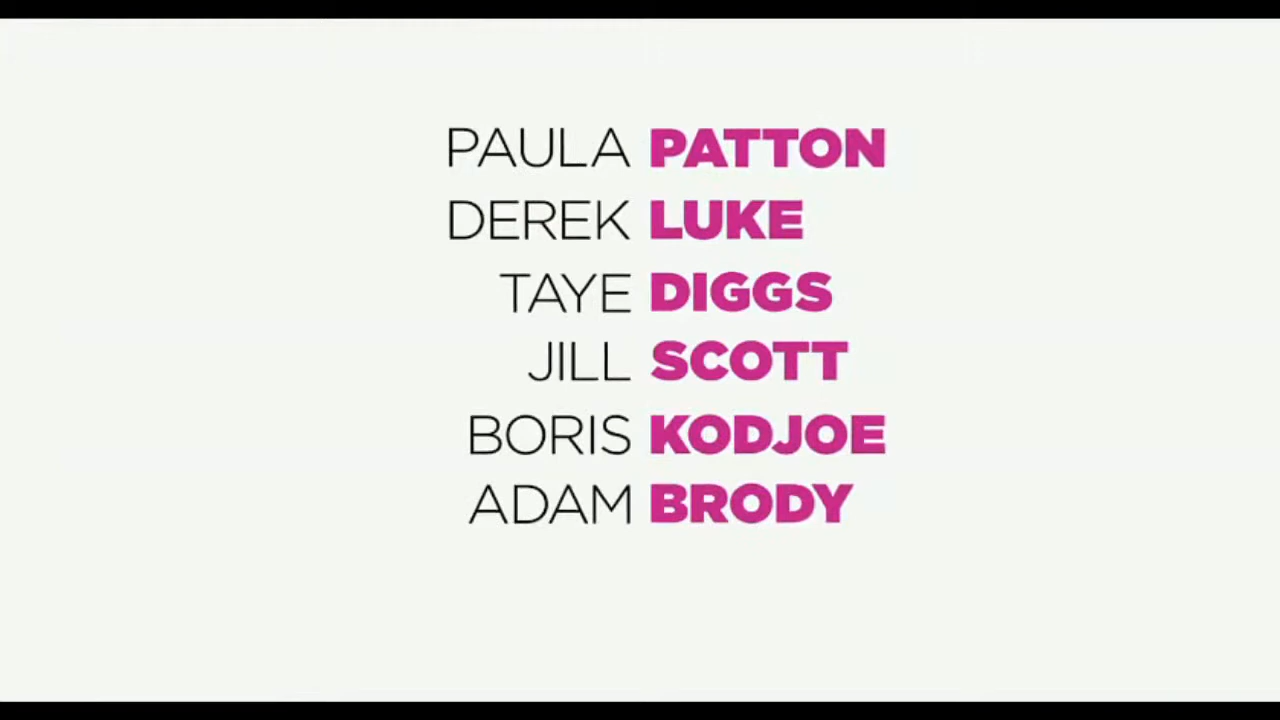 PAULA PATTON
DEREK LUKE
TAYE DIGGS
JILL SCOTT
BORIS KODJOE
ADAM BRODY